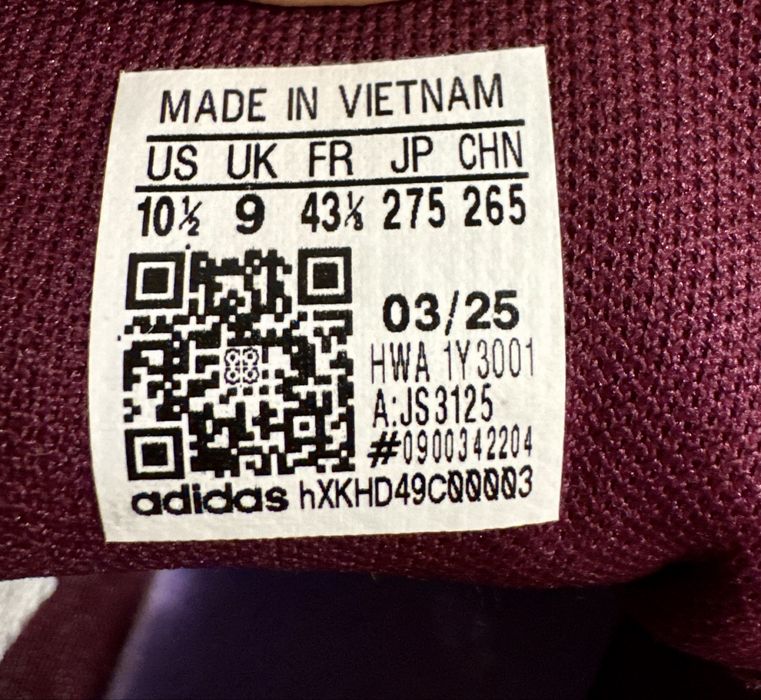 MADE IN VIETNAM
US UK FR JP CHN
10½ 9 43⅓ 275 265
03/25
HWA 1Y3001
A:JS3125
#0900342204
adidas hXKHD49C00003